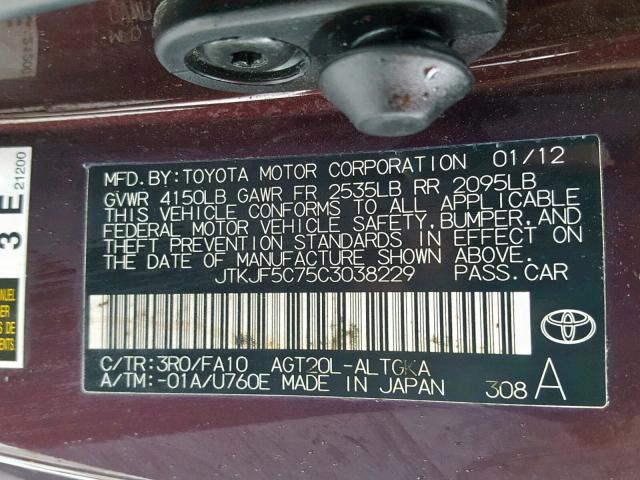 MFD. BY: TOYOTA MOTOR CORPORATION 01/12
GVWR 4150LB GAWR FR 2535LB RR 2095LB
THIS VEHICLE CONFORMS TO ALL APPLICABLE
FEDERAL MOTOR VEHICLE SAFETY, BUMPER, AND
THEFT PREVENTION STANDARDS IN EFFECT ON
THE DATE OF MANUFACTURE SHOWN ABOVE.
JTKJF5C75C3038229 PASS.CAR
C/TR:3R0/FA10 AGT20L-ALTGKA
A/TM:-01A/U760E MADE IN JAPAN 308 A
3 E
21200